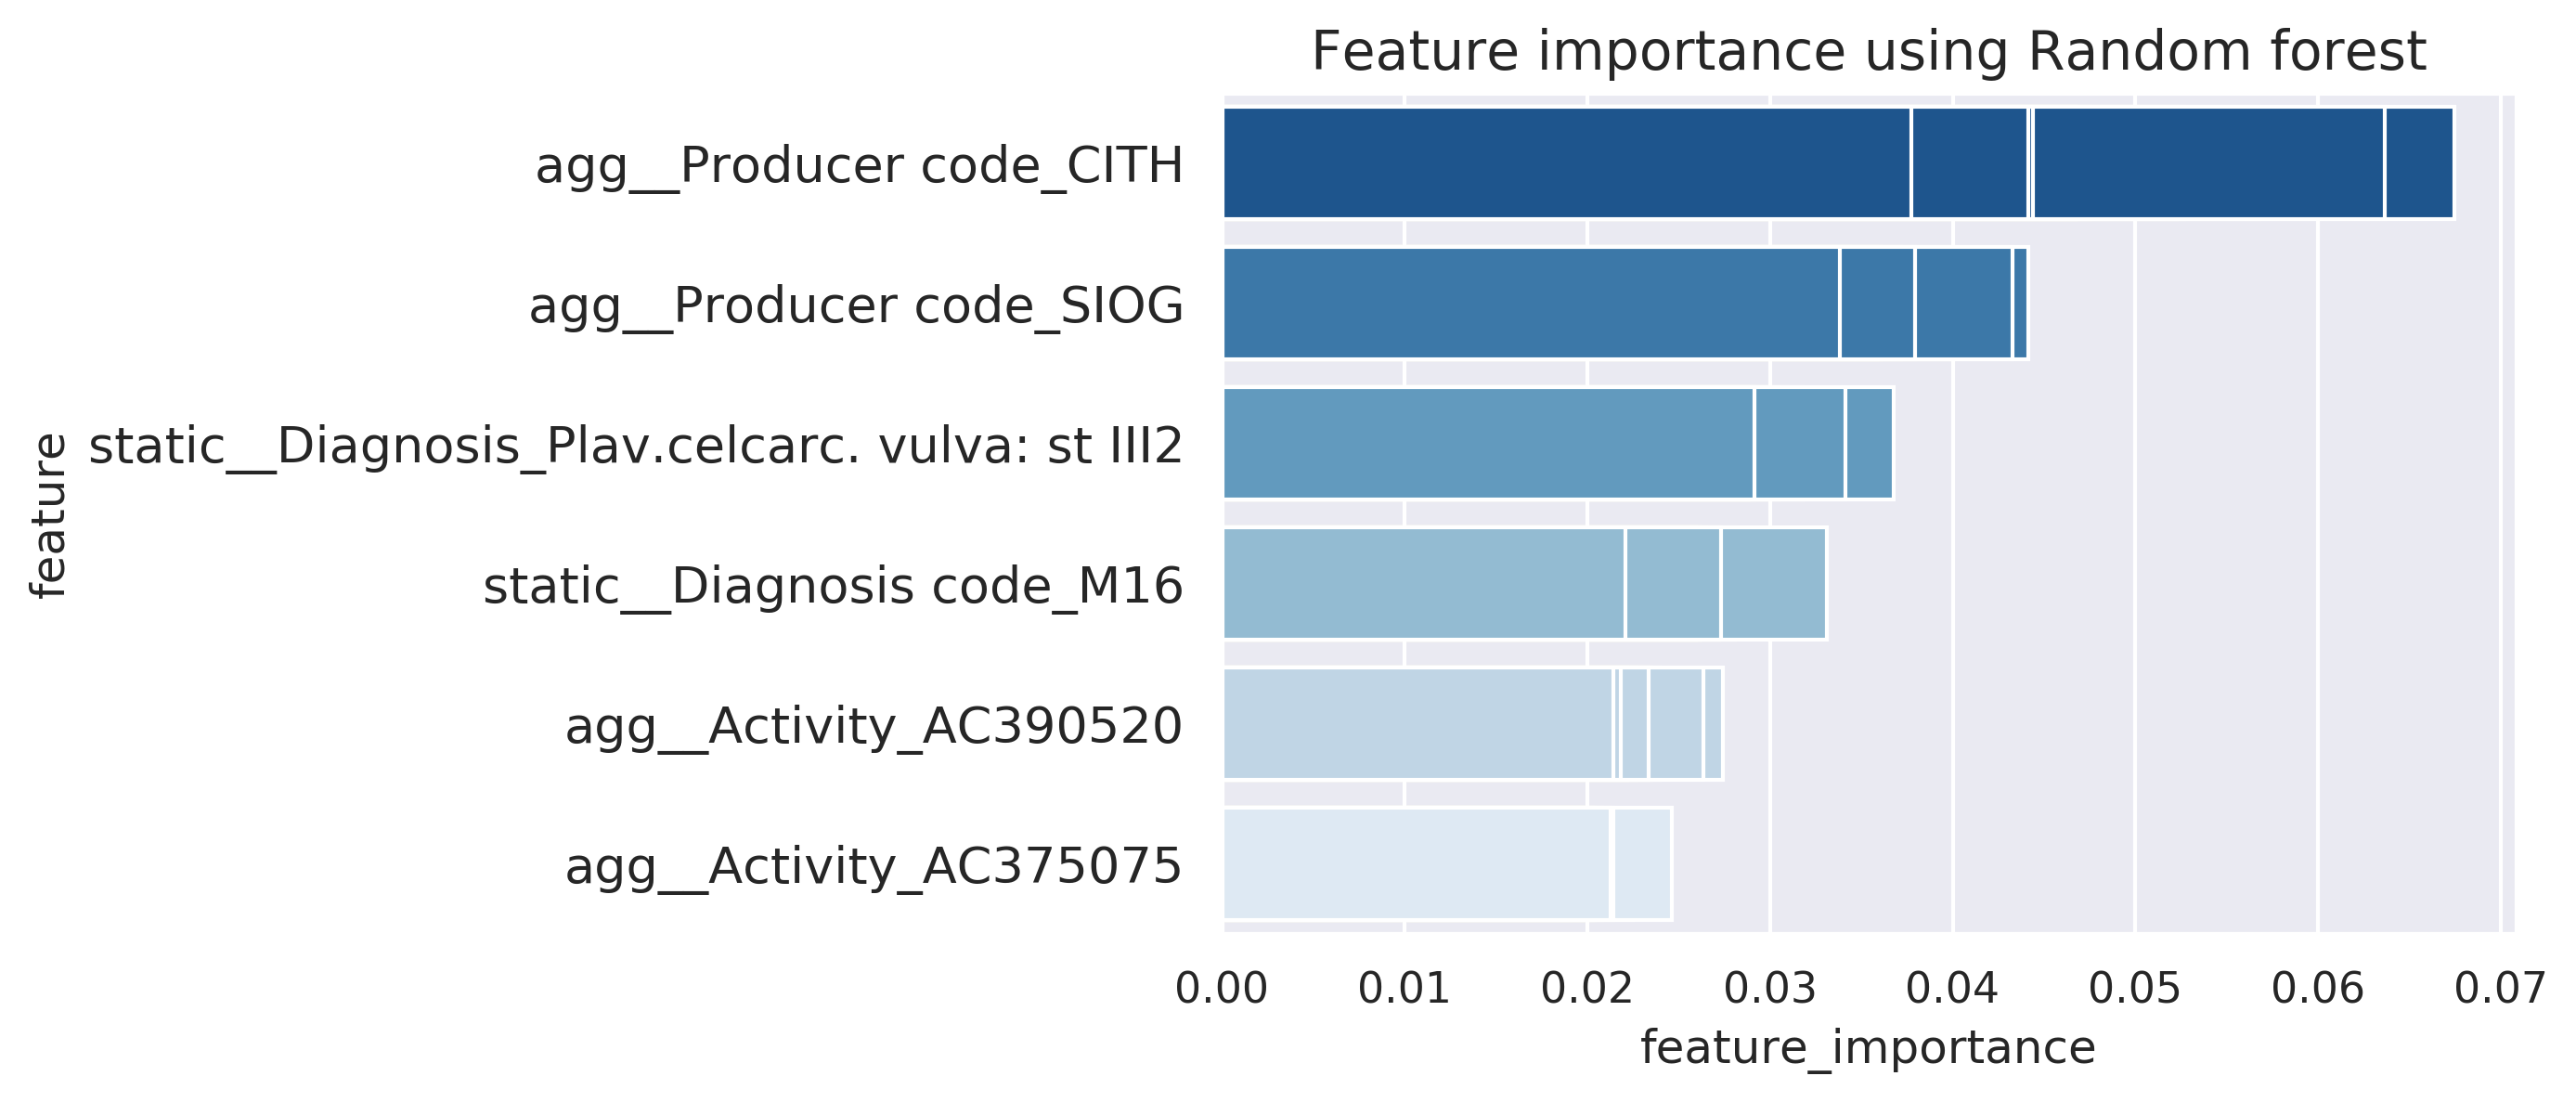 Feature importance using Random forest
feature
agg__Producer code_CITH
agg__Producer code_SIOG
static__Diagnosis_Plav.celcarc. vulva: st III2
static__Diagnosis code_M16
agg__Activity_AC390520
agg__Activity_AC375075
0.00 0.01 0.02 0.03 0.04 0.05 0.06 0.07
feature_importance